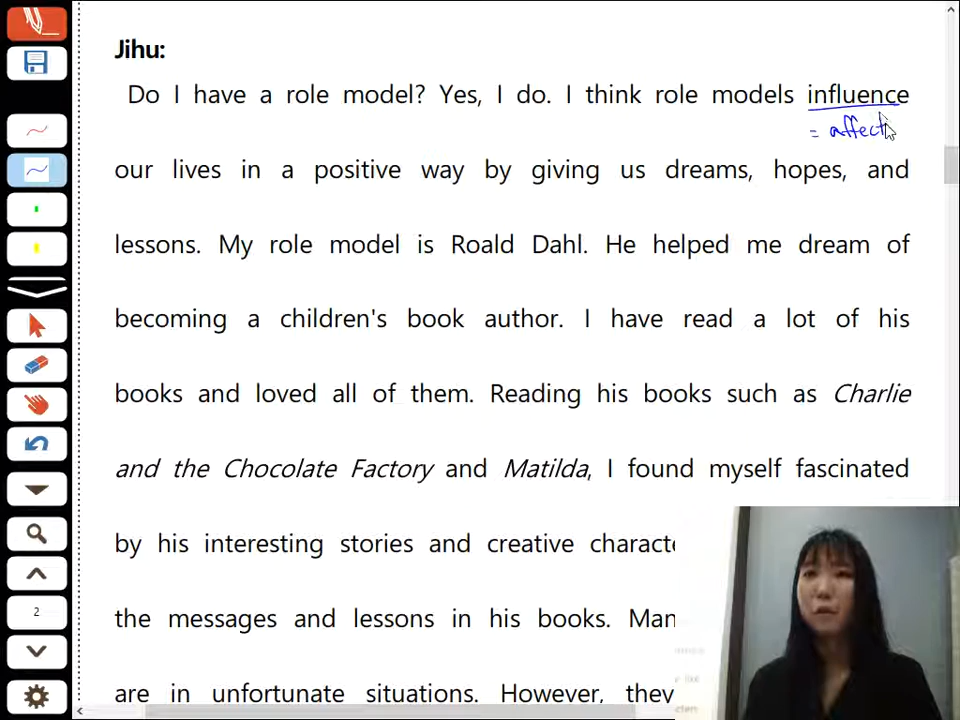 Jihu:
Do I have a role model? Yes, I do. I think role models influence
= affect
our lives in a positive way by giving us dreams, hopes, and
lessons. My role model is Roald Dahl. He helped me dream of
becoming a children's book author. I have read a lot of his
books and loved all of them. Reading his books such as Charlie
and the Chocolate Factory and Matilda, I found myself fascinated
by his interesting stories and creative
the messages and lessons in his books.
2
are in unfortunate situations. However, they